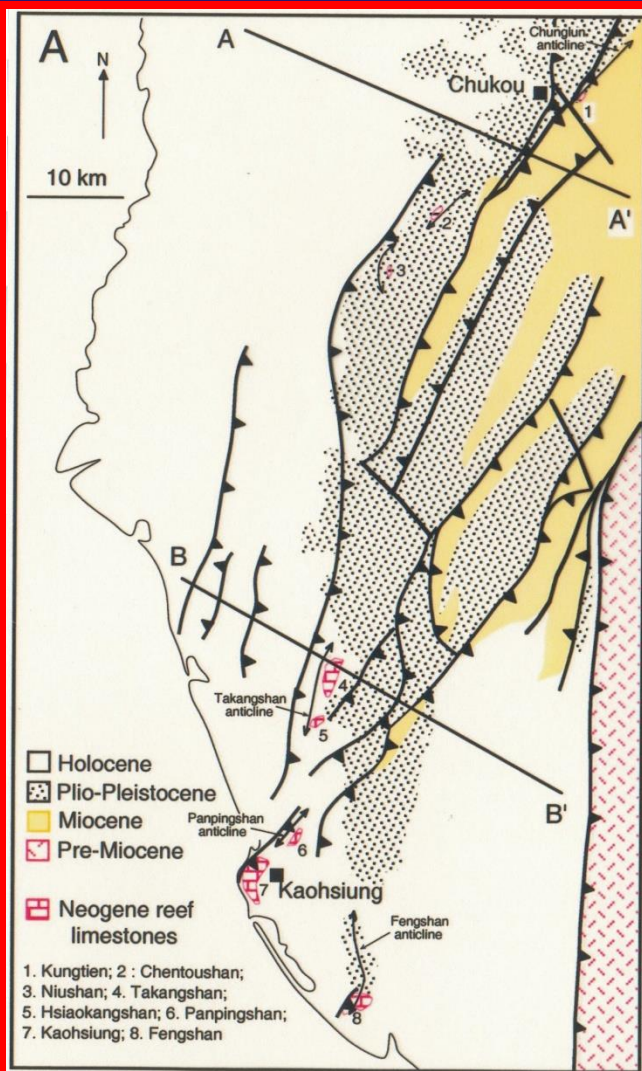 A
N
10 km
A
Chunglun
anticline
Chukou
1
A'
2
3
B
4
Takangshan
anticline
5
B'
Holocene
Plio-Pleistocene
Miocene
Pre-Miocene
Panpingshan
anticline
6
7
Kaohsiung
Neogene reef
limestones
Fengshan
anticline
1. Kungtien; 2 : Chentoushan;
3. Niushan; 4. Takangshan;
5. Hsiaokangshan; 6. Panpingshan;
7. Kaohsiung; 8. Fengshan
8